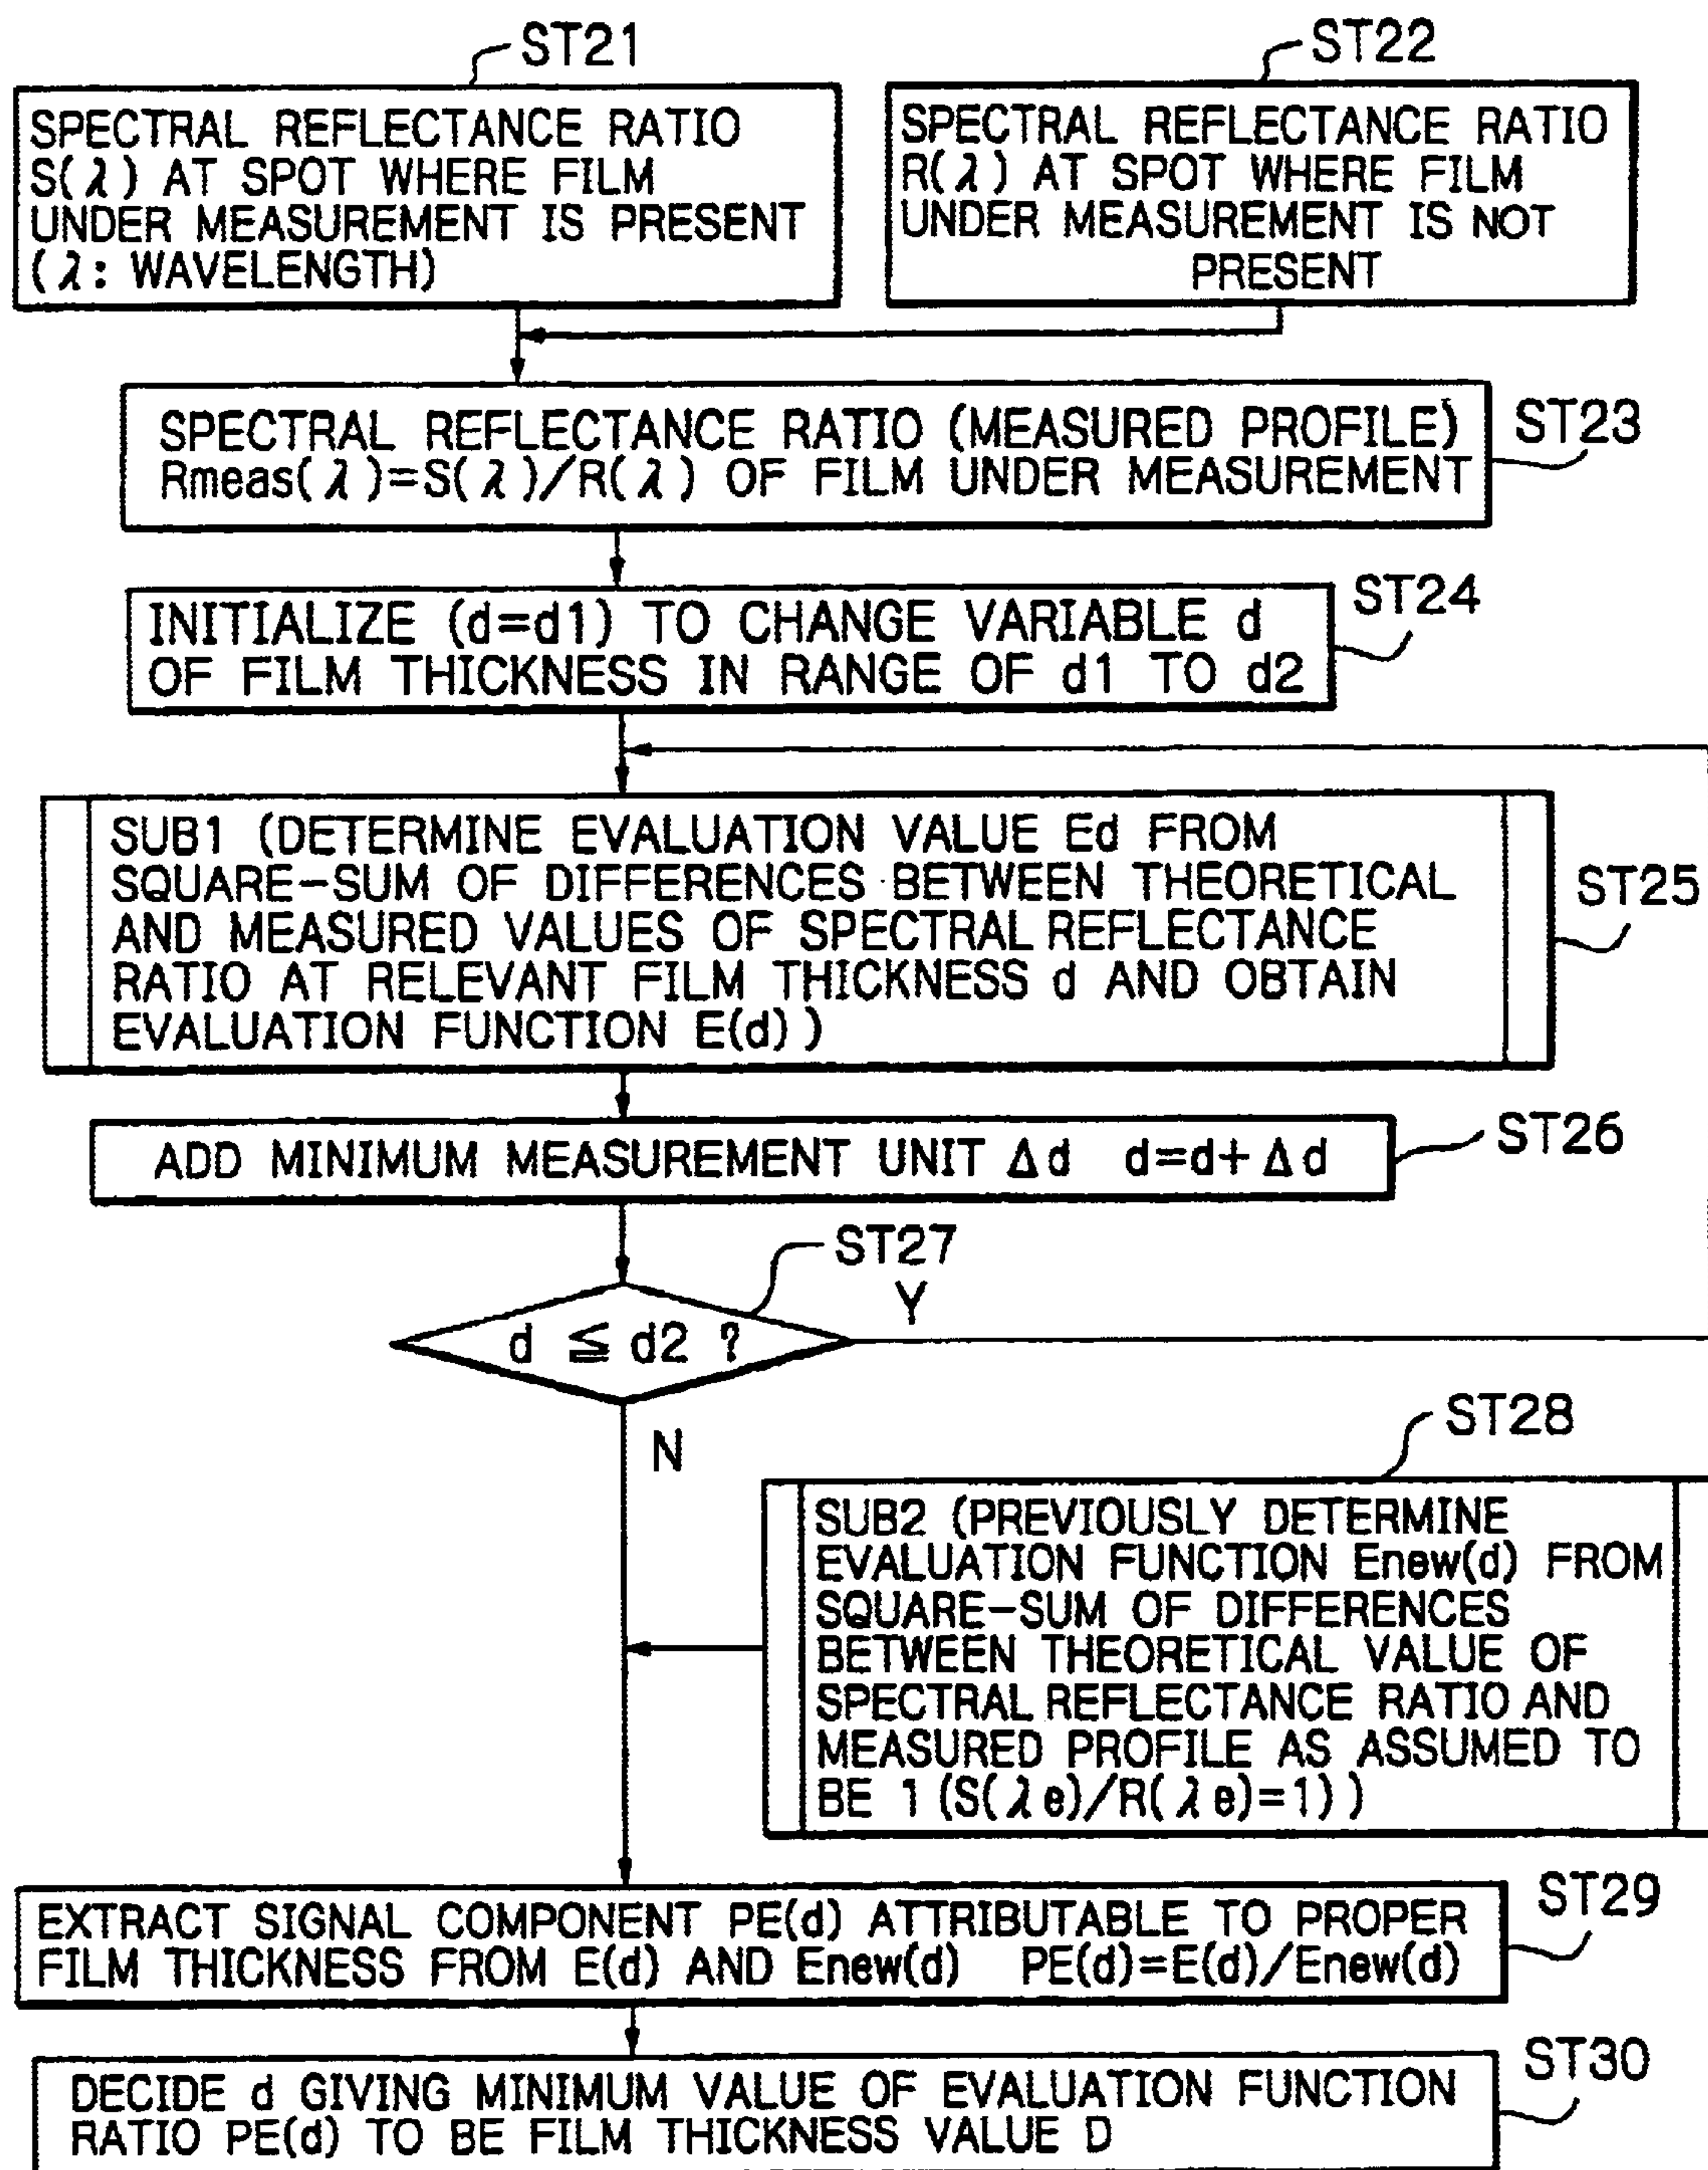 ST21
SPECTRAL REFLECTANCE RATIO
S(λ) AT SPOT WHERE FILM
UNDER MEASUREMENT IS PRESENT
(λ: WAVELENGTH)
ST22
SPECTRAL REFLECTANCE RATIO
R(λ) AT SPOT WHERE FILM
UNDER MEASUREMENT IS NOT
PRESENT
SPECTRAL REFLECTANCE RATIO (MEASURED PROFILE)
Rmeas(λ)=S(λ)/R(λ) OF FILM UNDER MEASUREMENT
ST23
INITIALIZE (d=d1) TO CHANGE VARIABLE d
OF FILM THICKNESS IN RANGE OF d1 TO d2
ST24
SUB1 (DETERMINE EVALUATION VALUE Ed FROM
SQUARE-SUM OF DIFFERENCES BETWEEN THEORETICAL
AND MEASURED VALUES OF SPECTRAL REFLECTANCE
RATIO AT RELEVANT FILM THICKNESS d AND OBTAIN
EVALUATION FUNCTION E(d))
ST25
ADD MINIMUM MEASUREMENT UNIT Δd d=d+Δd
ST26
ST27
Y
d ≦ d2 ?
N
ST28
SUB2 (PREVIOUSLY DETERMINE
EVALUATION FUNCTION Enew(d) FROM
SQUARE-SUM OF DIFFERENCES
BETWEEN THEORETICAL VALUE OF
SPECTRAL REFLECTANCE RATIO AND
MEASURED PROFILE AS ASSUMED TO
BE 1 (S(λe)/R(λe)=1))
EXTRACT SIGNAL COMPONENT PE(d) ATTRIBUTABLE TO PROPER
FILM THICKNESS FROM E(d) AND Enew(d) PE(d)=E(d)/Enew(d)
ST29
DECIDE d GIVING MINIMUM VALUE OF EVALUATION FUNCTION
RATIO PE(d) TO BE FILM THICKNESS VALUE D
ST30